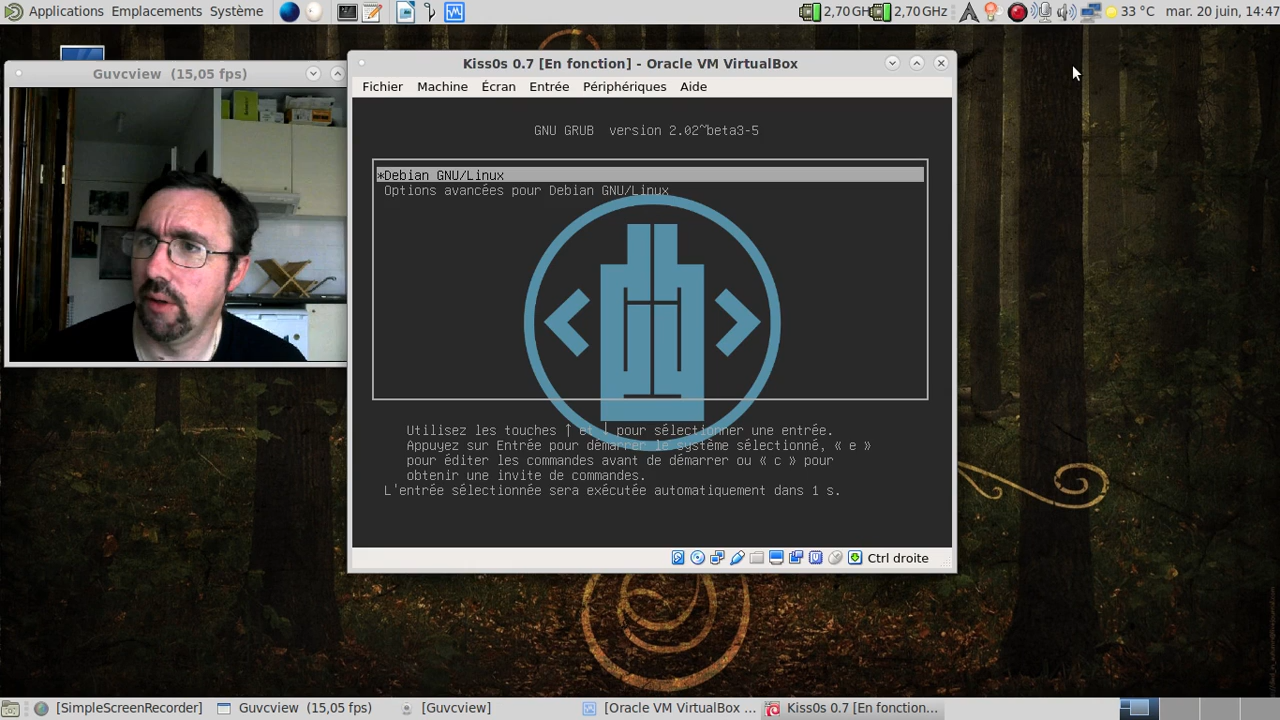 Applications Emplacements Système
2,70 GH 2,70 GHz
33 °C mar. 20 juin, 14:47
Guvcview (15,05 fps)
Kiss0s 0.7 [En fonction] - Oracle VM VirtualBox
Fichier Machine Écran Entrée Périphériques Aide
GNU GRUB version 2.02~beta3-5
*Debian GNU/Linux
Options avancées pour Debian GNU/Linux
Utilisez les touches ↑ et ↓ pour sélectionner une entrée.
Appuyez sur Entrée pour démarrer le système sélectionné, « e »
pour éditer les commandes avant de démarrer ou « c » pour
obtenir une invite de commandes.
L'entrée sélectionnée sera exécutée automatiquement dans 1 s.
Ctrl droite
[SimpleScreenRecorder] Guvcview (15,05 fps) [Guvcview] [Oracle VM VirtualBox ... Kiss0s 0.7 [En fonction...